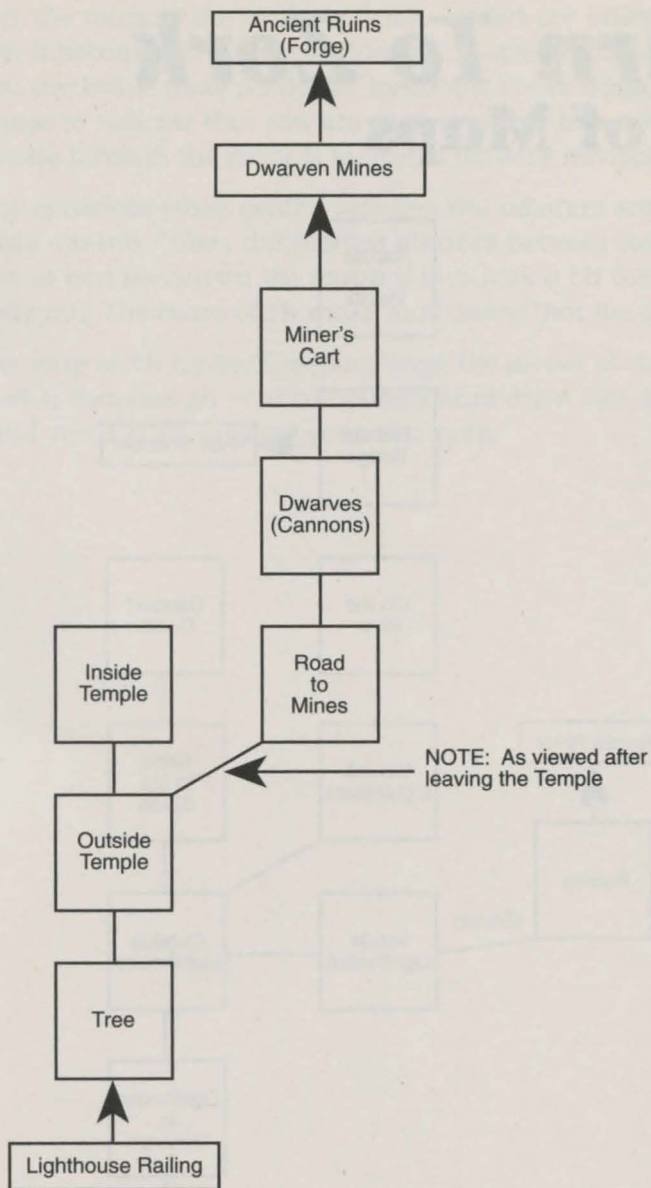 Ancient Ruins
(Forge)
Dwarven Mines
Miner's
Cart
Dwarves
(Cannons)
Inside
Temple
Road
to
Mines
NOTE: As viewed after
leaving the Temple
Outside
Temple
Tree
Lighthouse Railing